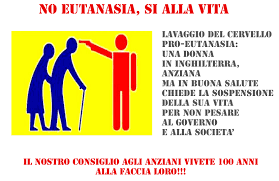 NO EUTANASIA, SI ALLA VITA
LAVAGGIO DEL CERVELLO
PRO-EUTANASIA:
UNA DONNA
IN INGHILTERRA,
ANZIANA
MA IN BUONA SALUTE
CHIEDE LA SOSPENSIONE
DELLA SUA VITA
PER NON PESARE
AL GOVERNO
E ALLA SOCIETA'
IL NOSTRO CONSIGLIO AGLI ANZIANI VIVETE 100 ANNI
ALLA FACCIA LORO!!!